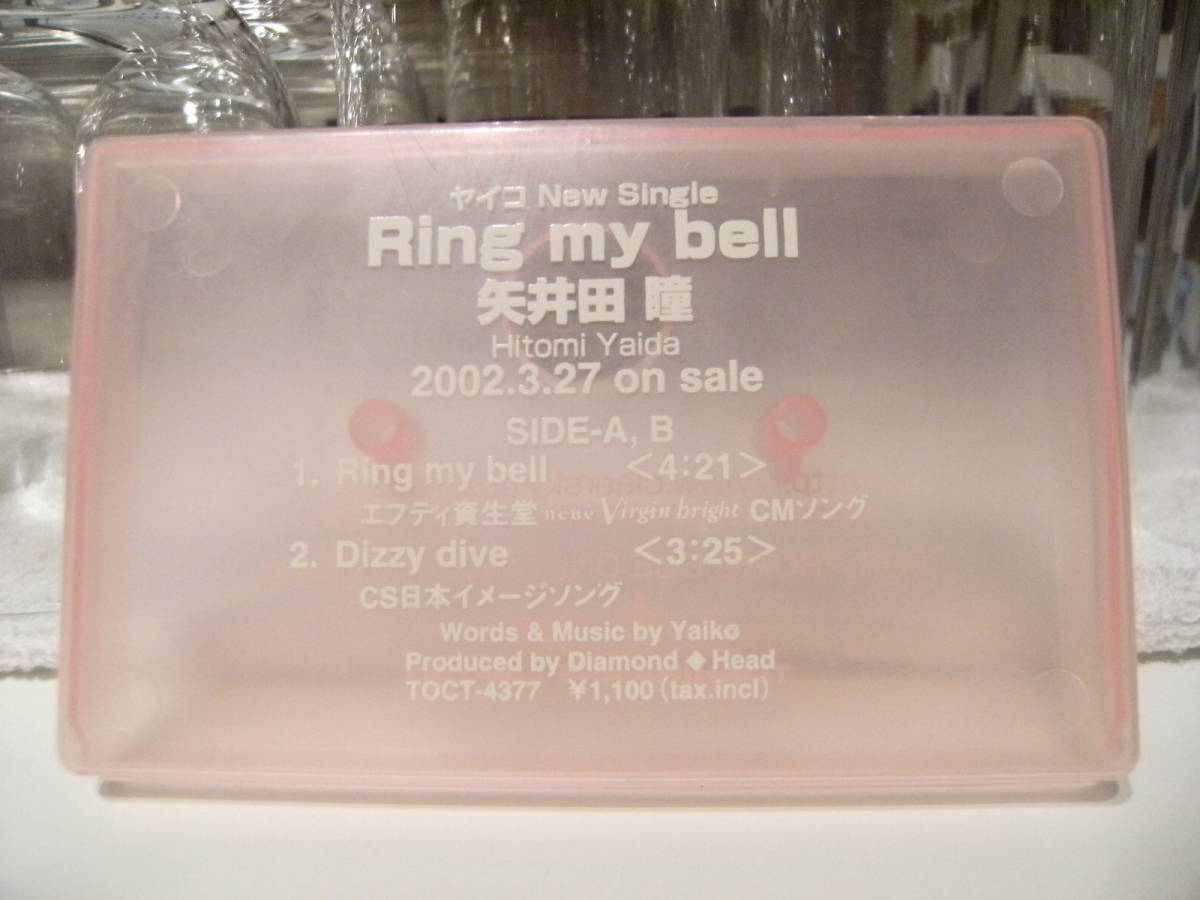 ヤイコ New Single
Ring my bell
矢井田 瞳
Hitomi Yaida
2002.3.27 on sale
SIDE-A, B
1. Ring my bell <4:21>
エフティ資生堂 neue Virgin bright CMソング
2. Dizzy dive <3:25>
CS日本イメージソング
Words & Music by Yaiko
Produced by Diamond◆Head
TOCT-4377 ¥1,100(tax.incl)